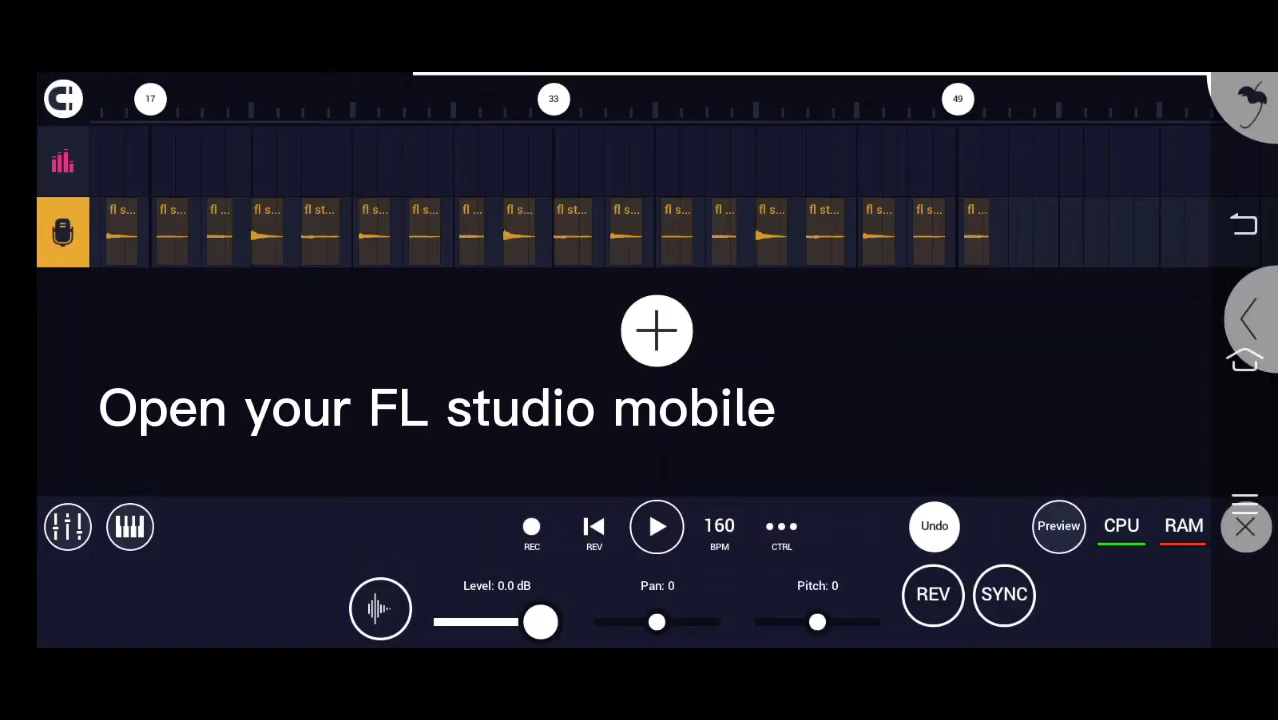 17 33 49
fl s... fl s... fl ... fl s... fl st... fl s... fl s... fl ... fl s... fl st... fl s... fl s... fl ... fl s... fl st... fl s... fl s... fl ...
Open your FL studio mobile
160 Undo Preview CPU RAM
REC REV BPM CTRL
Level: 0.0 dB Pan: 0 Pitch: 0
REV SYNC